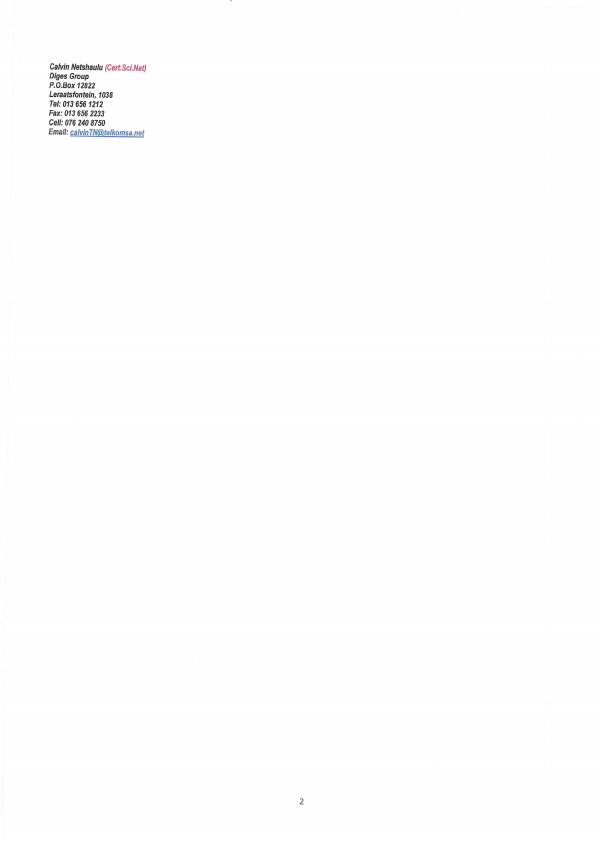 Calvin Netshaulu (Cert.Sci.Nat)
Diges Group
P.O.Box 12822
Leraatsfontein, 1038
Tel: 013 656 1212
Fax: 013 656 2233
Cell: 076 240 8750
Email: calvinTN@telkomsa.net
2